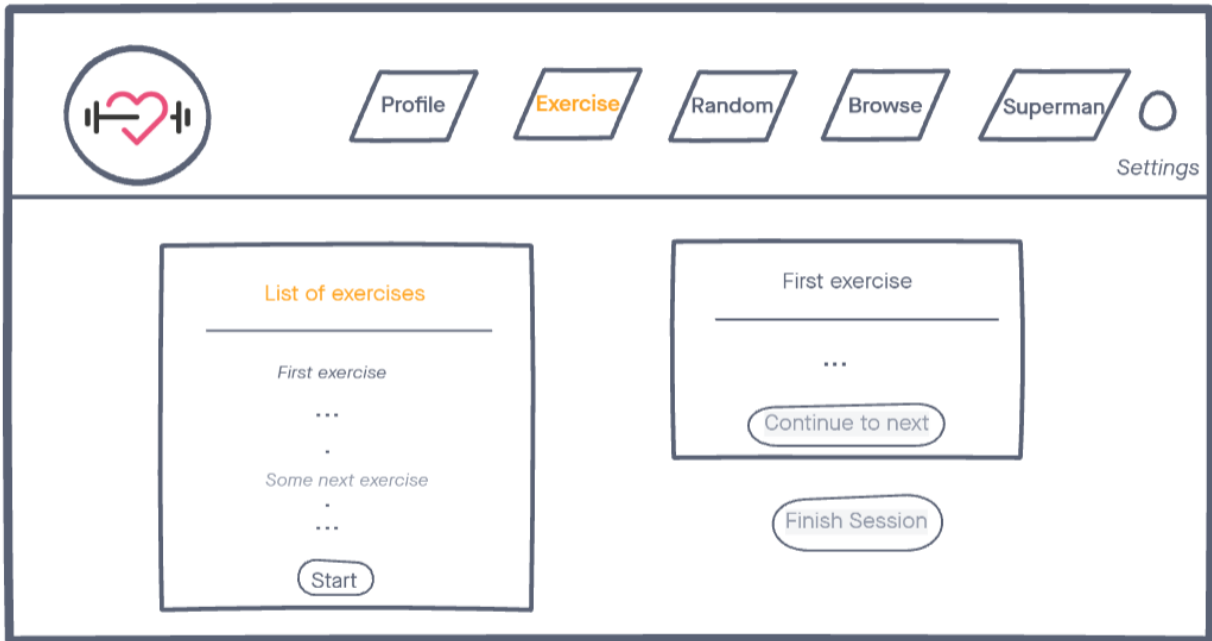 Profile
Exercise
Random
Browse
Superman
Settings
List of exercises
First exercise
...
.
Some next exercise
.
...
Start
First exercise
...
Continue to next
Finish Session